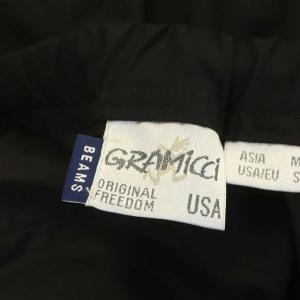 BEAMS
GRAMICCi
ORIGINAL
FREEDOM
USA
ASIA M
USA/EU S